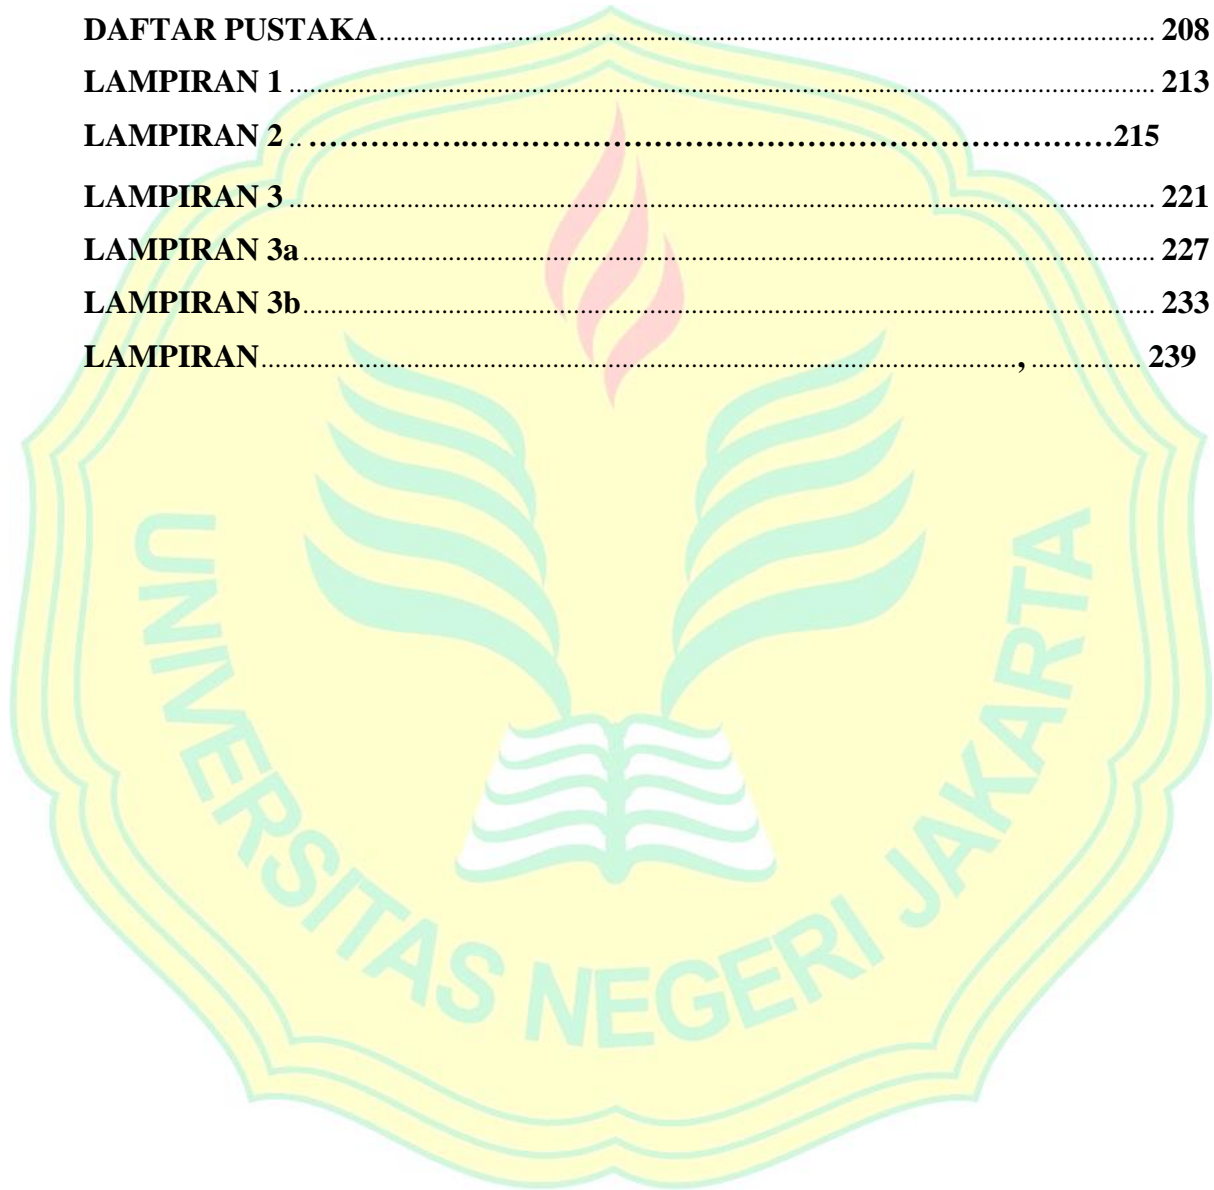 DAFTAR PUSTAKA........................................................................................................ 208
LAMPIRAN 1 ................................................................................................................ 213
LAMPIRAN 2 .. ……………..……………………………………………………………215
LAMPIRAN 3 ................................................................................................................ 221
LAMPIRAN 3a .............................................................................................................. 227
LAMPIRAN 3b .............................................................................................................. 233
LAMPIRAN.................................................................................................., ................ 239
UNIVERSITAS NEGERI JAKARTA